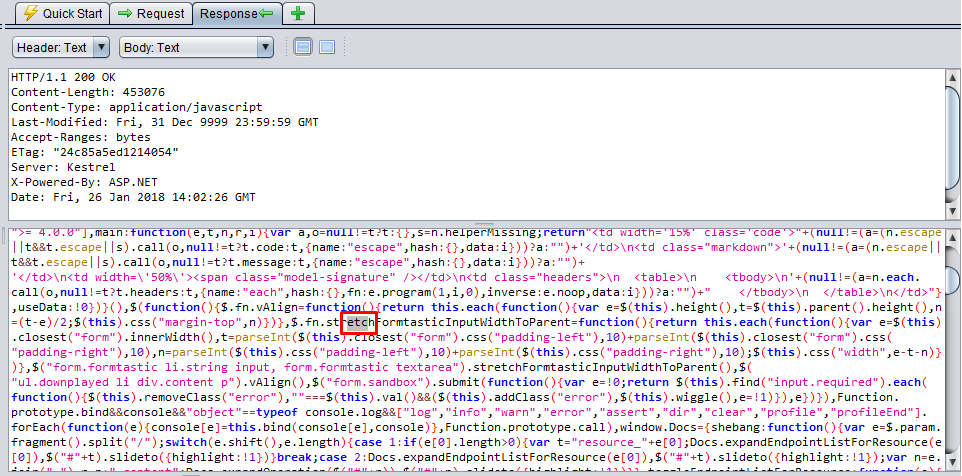 Quick Start Request Response
Header: Text Body: Text
HTTP/1.1 200 OK
Content-Length: 453076
Content-Type: application/javascript
Last-Modified: Fri, 31 Dec 9999 23:59:59 GMT
Accept-Ranges: bytes
ETag: "24c85a5ed1214054"
Server: Kestrel
X-Powered-By: ASP.NET
Date: Fri, 26 Jan 2018 14:02:26 GMT
">= 4.0.0"],main:function(e,t,n,r,i){var a,o=null!=t?t:{},s=n.helperMissing;return"<td width='15%' class='code'>"+(null!=(a=(n.escape
||t&&t.escape||s).call(o,null!=t?t.code:t,{name:"escape",hash:{},data:i}))?a:"")+'</td>\n<td class="markdown">'+(null!=(a=(n.escape||
t&&t.escape||s).call(o,null!=t?t.message:t,{name:"escape",hash:{},data:i}))?a:"")+
'</td>\n<td width=\'50%\'><span class="model-signature" /></td>\n<td class="headers">\n  <table>\n    <tbody>\n'+(null!=(a=n.each.
call(o,null!=t?t.headers:t,{name:"each",hash:{},fn:e.program(1,i,0),inverse:e.noop,data:i}))?a:"")+"    </tbody>\n  </table>\n</td>"}
,useData:!0})}(),$(function(){$.fn.vAlign=function(){return this.each(function(){var e=$(this).height(),t=$(this).parent().height(),n
=(t-e)/2;$(this).css("margin-top",n)})},$.fn.stretchFormtasticInputWidthToParent=function(){return this.each(function(){var e=$(this)
.closest("form").innerWidth(),t=parseInt($(this).closest("form").css("padding-left"),10)+parseInt($(this).closest("form").css(
"padding-right"),10),n=parseInt($(this).css("padding-left"),10)+parseInt($(this).css("padding-right"),10);$(this).css("width",e-t-n)}
)},$("form.formtastic li.string input, form.formtastic textarea").stretchFormtasticInputWidthToParent(),$(
"ul.downplayed li div.content p").vAlign(),$("form.sandbox").submit(function(){var e=!0;return $(this).find("input.required").each(
function(){$(this).removeClass("error"),""===$(this).val()&&($(this).addClass("error"),$(this).wiggle(),e=!1)}),e})}),Function.
prototype.bind&&console&&"object"==typeof console.log&&["log","info","warn","error","assert","dir","clear","profile","profileEnd"].
forEach(function(e){console[e]=this.bind(console[e],console)},Function.prototype.call),window.Docs={shebang:function(){var e=$.param.
fragment().split("/");switch(e.shift(),e.length){case 1:if(e[0].length>0){var t="resource_"+e[0];Docs.expandEndpointListForResource(e
[0]),$("#"+t).slideto({highlight:!1})}break;case 2:Docs.expandEndpointListForResource(e[0]),$("#"+t).slideto({highlight:!1});var n=e.